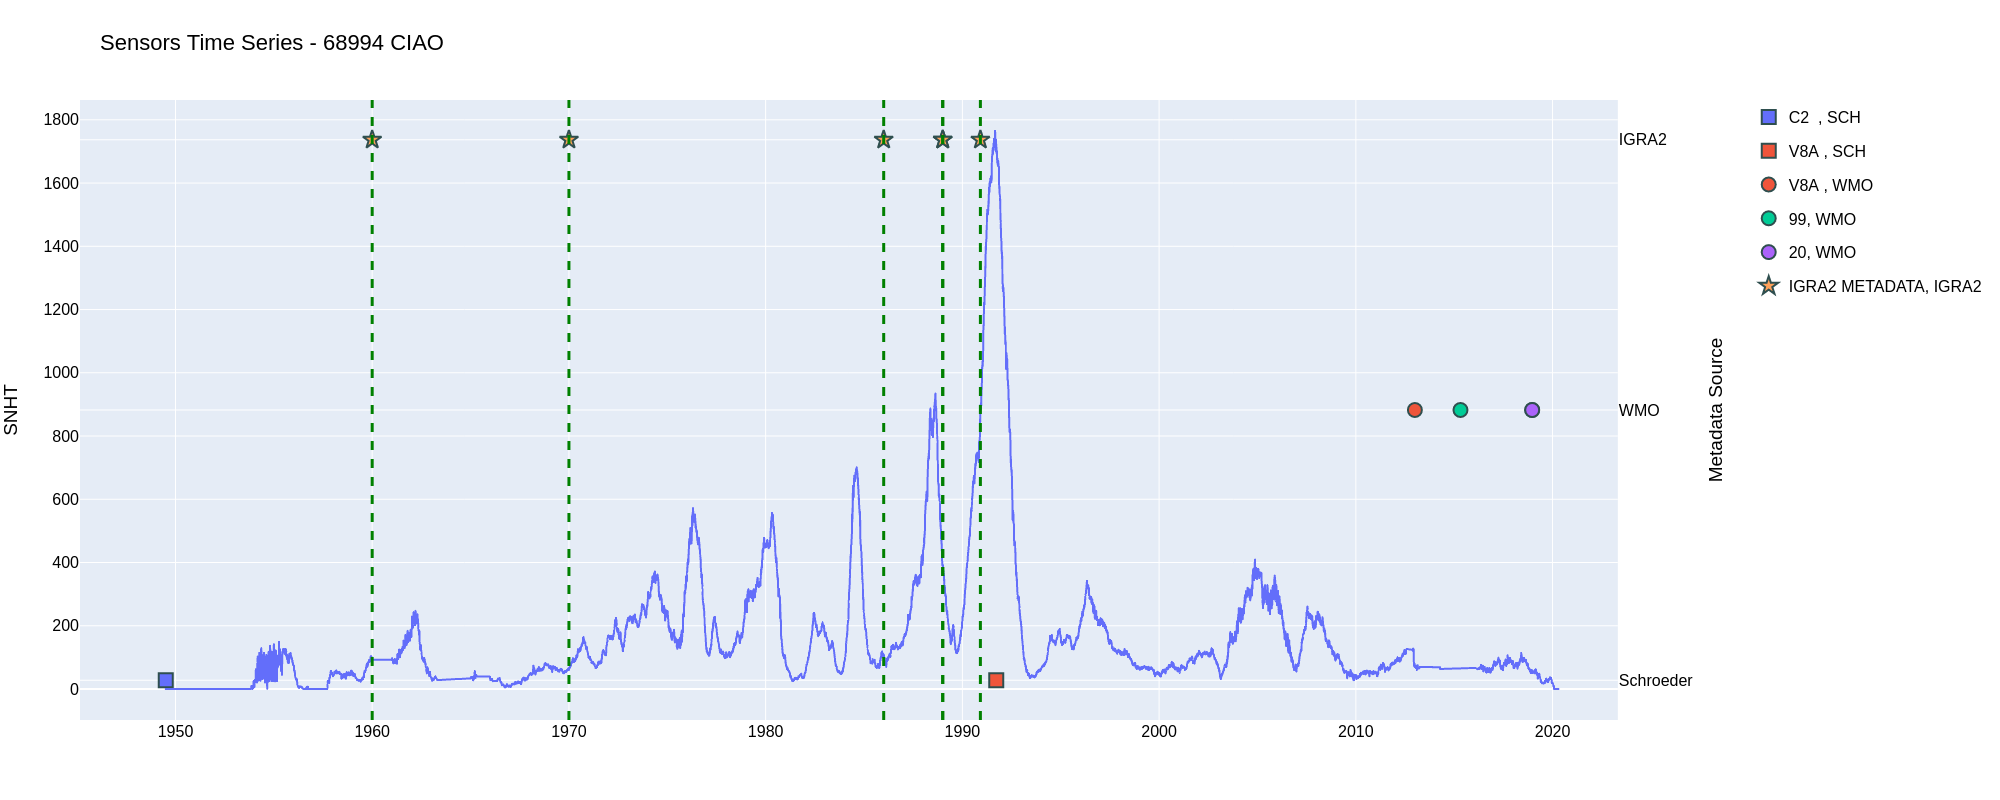 Sensors Time Series - 68994 CIAO
SNHT
1800
1600
1400
1200
1000
800
600
400
200
0
1950
1960
1970
1980
1990
2000
2010
2020
IGRA2
WMO
Schroeder
Metadata Source
C2 , SCH
V8A , SCH
V8A , WMO
99, WMO
20, WMO
IGRA2 METADATA, IGRA2